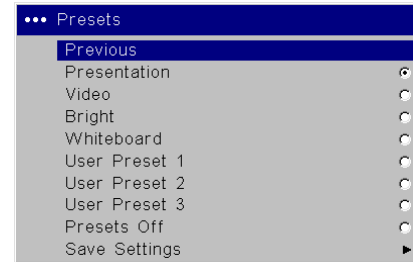 ••• Presets
Previous
Presentation
Video
Bright
Whiteboard
User Preset 1
User Preset 2
User Preset 3
Presets Off
Save Settings